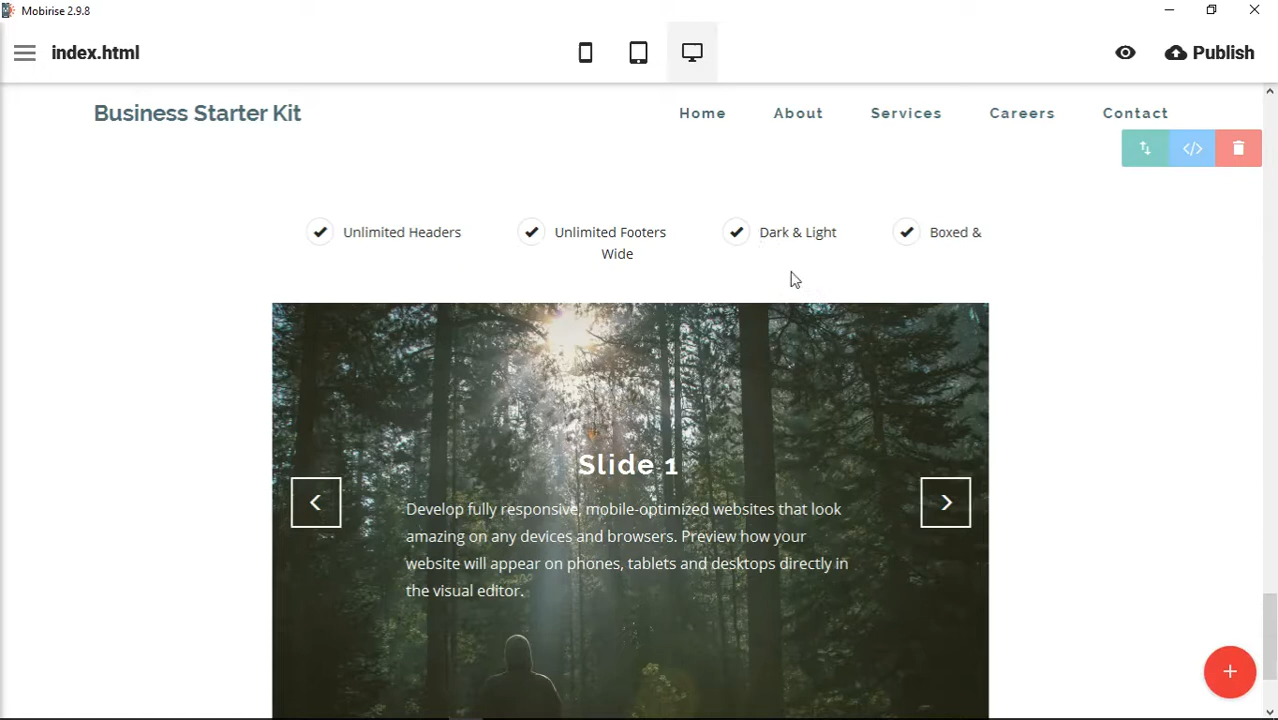 Mobirise 2.9.8
index.html
Publish
Business Starter Kit
Home About Services Careers Contact
</>
Unlimited Headers Unlimited Footers Dark & Light Boxed &
Wide
Slide 1
Develop fully responsive, mobile-optimized websites that look
amazing on any devices and browsers. Preview how your
website will appear on phones, tablets and desktops directly in
the visual editor.